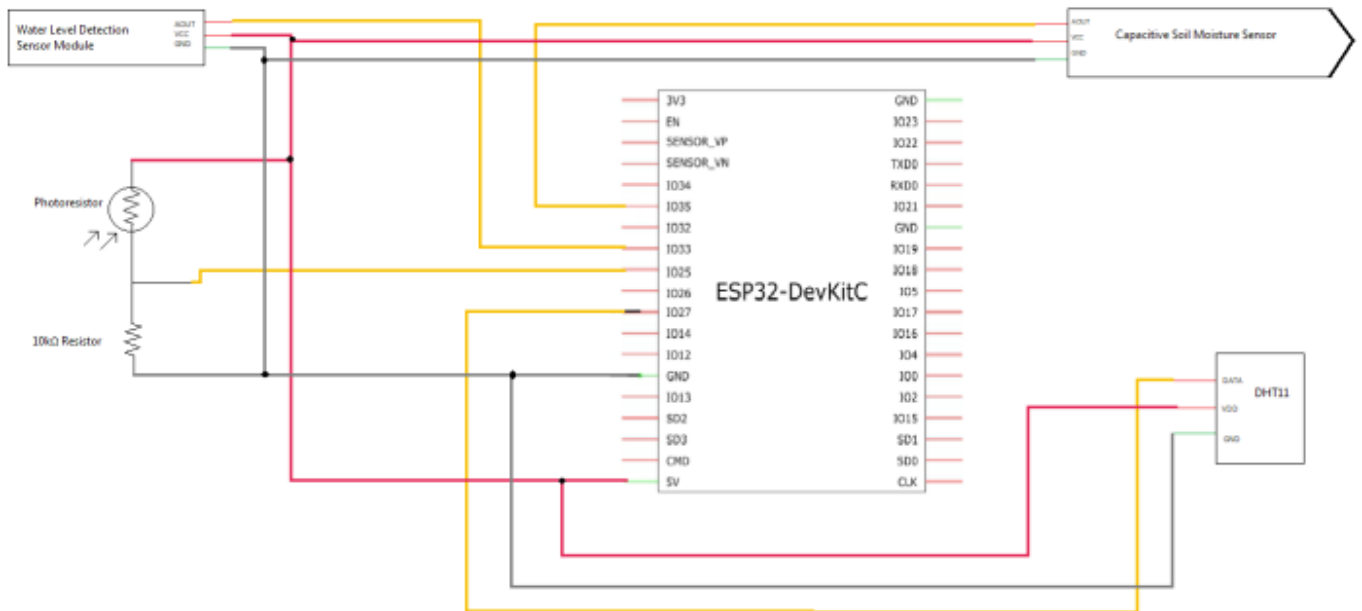 Water Level Detection
Sensor Module
AOUT
VCC
GND
AOUT
VCC
GND
Capacitive Soil Moisture Sensor
Photoresistor
10kΩ Resistor
3V3
EN
SENSOR_VP
SENSOR_VN
IO34
IO35
IO32
IO33
IO25
IO26
IO27
IO14
IO12
GND
IO13
SD2
SD3
CMD
5V
ESP32-DevKitC
GND
IO23
IO22
TXD0
RXD0
IO21
GND
IO19
IO18
IO5
IO17
IO16
IO4
IO0
IO2
IO15
SD1
SD0
CLK
DATA
VDD
GND
DHT11